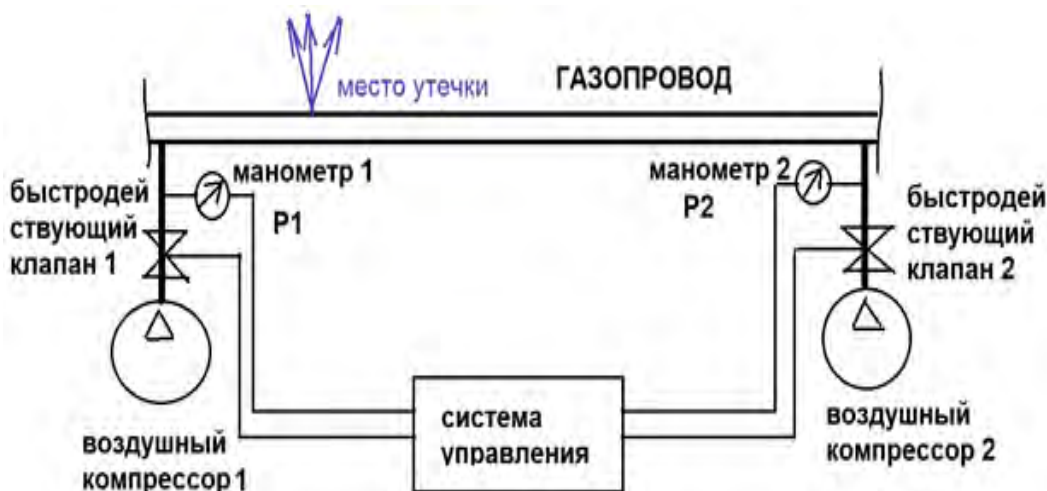 место утечки
ГАЗОПРОВОД
манометр 1
P1
манометр 2
P2
быстродей
ствующий
клапан 1
быстродей
ствующий
клапан 2
система
управления
воздушный
компрессор 1
воздушный
компрессор 2